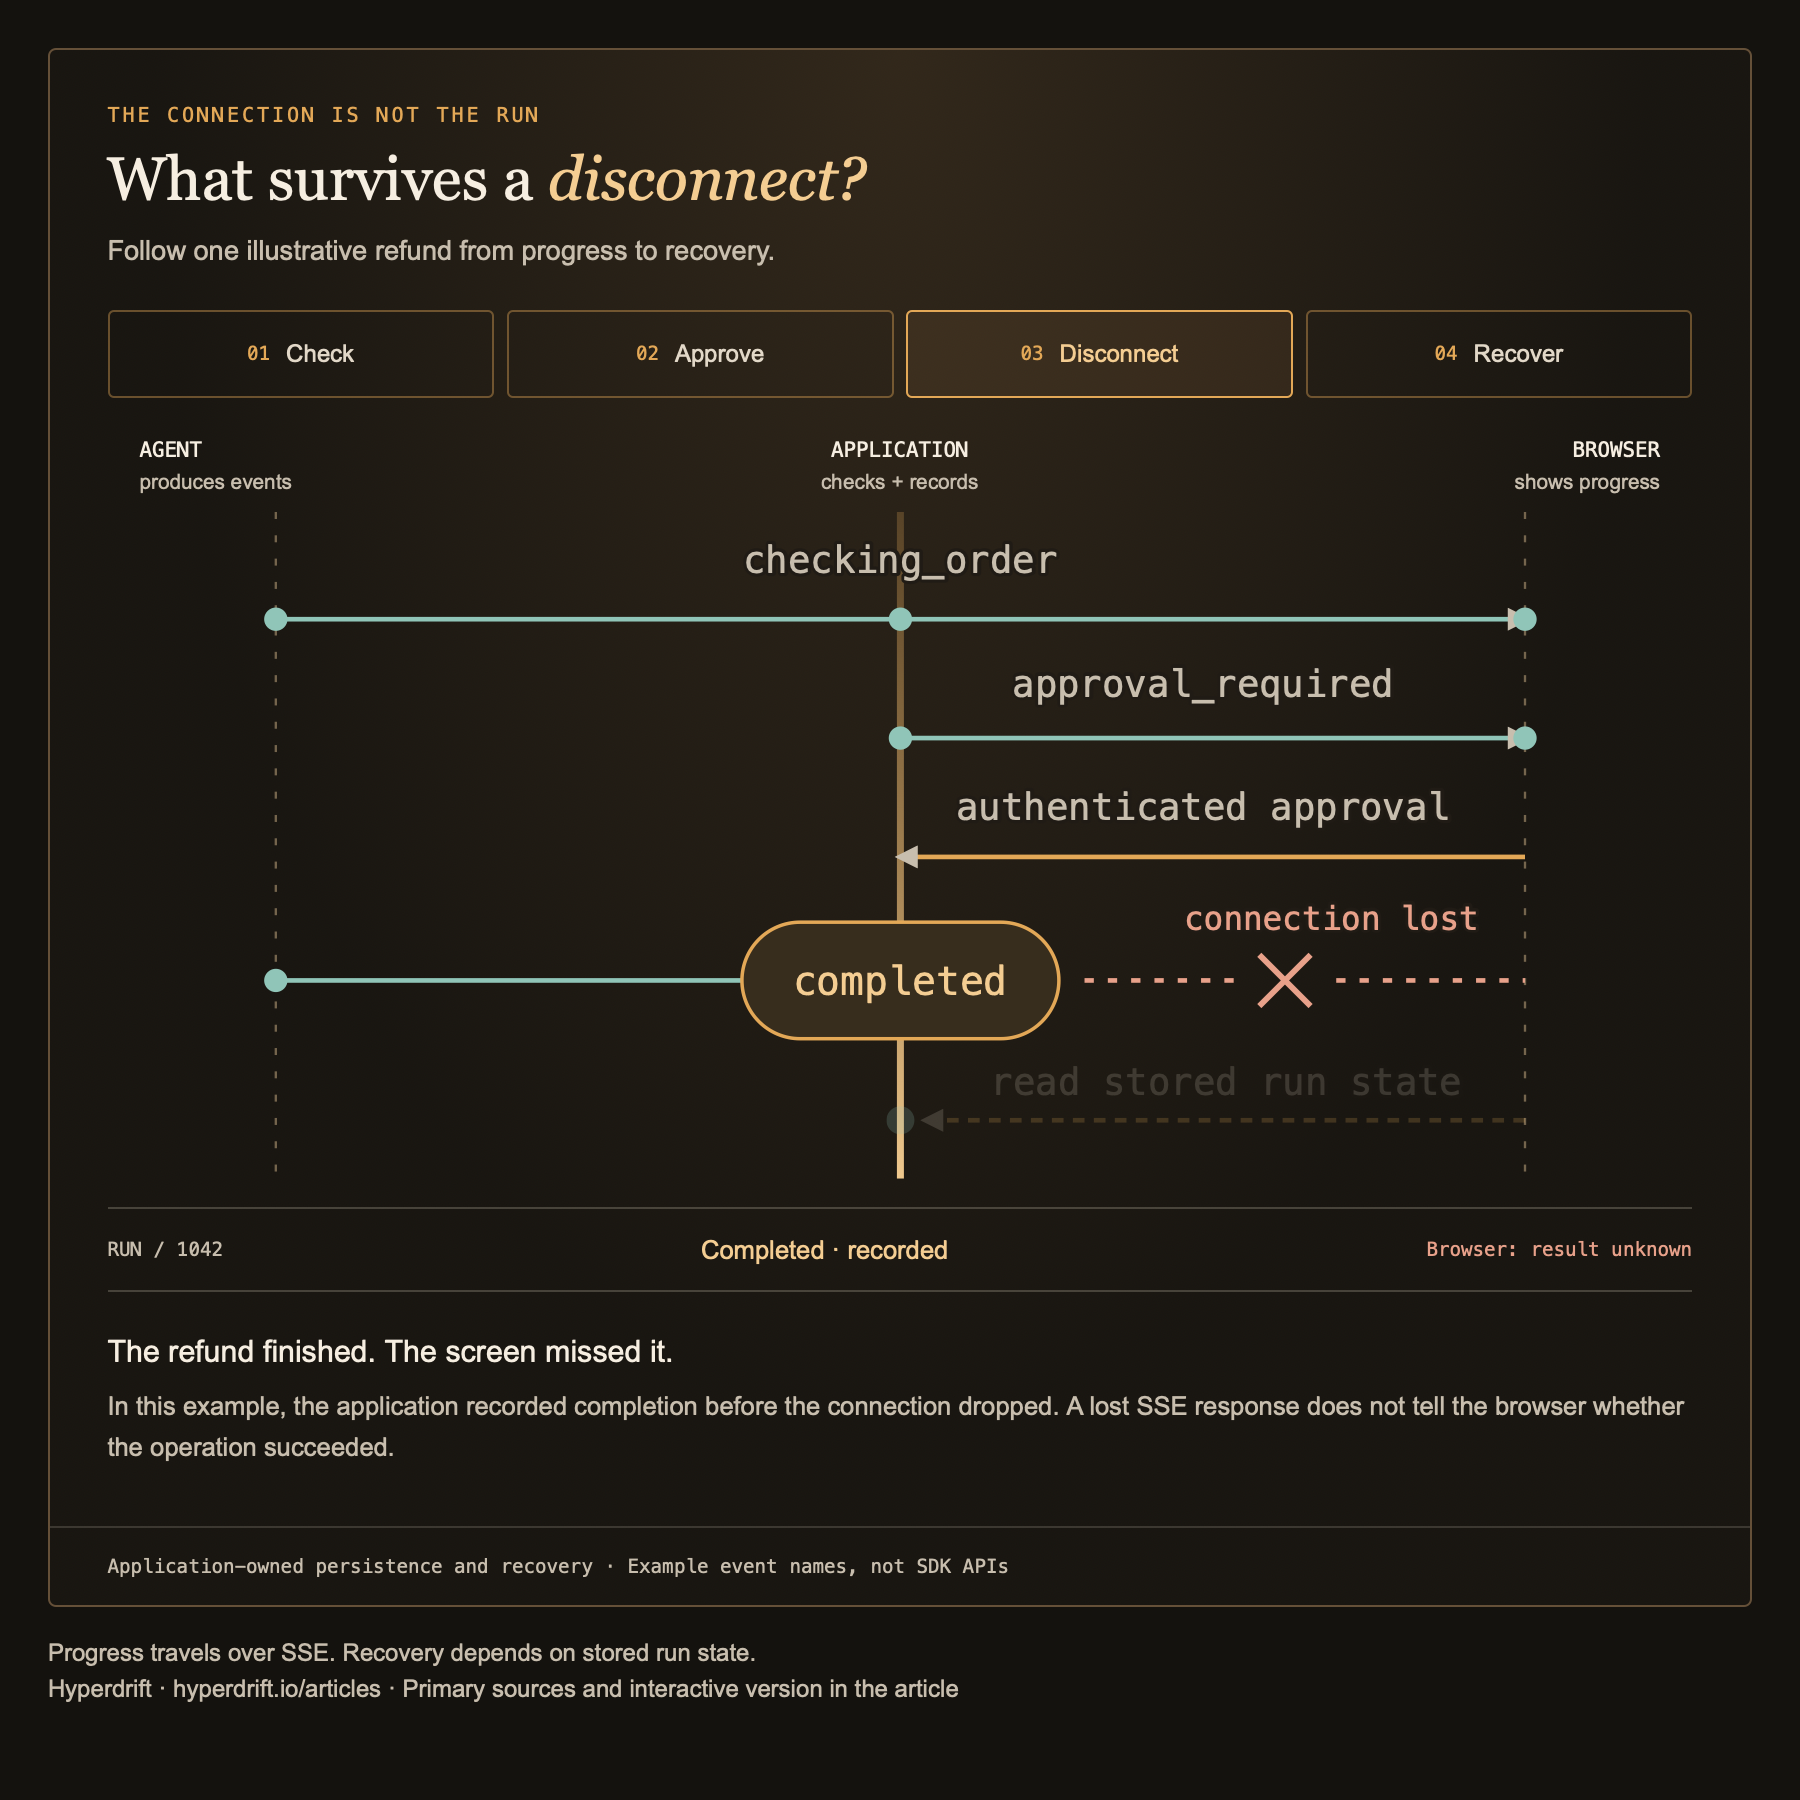 THE CONNECTION IS NOT THE RUN
What survives a disconnect?
Follow one illustrative refund from progress to recovery.
01 Check
02 Approve
03 Disconnect
04 Recover
AGENT
produces events
APPLICATION
checks + records
BROWSER
shows progress
checking_order
approval_required
authenticated approval
connection lost
completed
read stored run state
RUN / 1042
Completed · recorded
Browser: result unknown
The refund finished. The screen missed it.
In this example, the application recorded completion before the connection dropped. A lost SSE response does not tell the browser whether
the operation succeeded.
Application-owned persistence and recovery · Example event names, not SDK APIs
Progress travels over SSE. Recovery depends on stored run state.
Hyperdrift · hyperdrift.io/articles · Primary sources and interactive version in the article